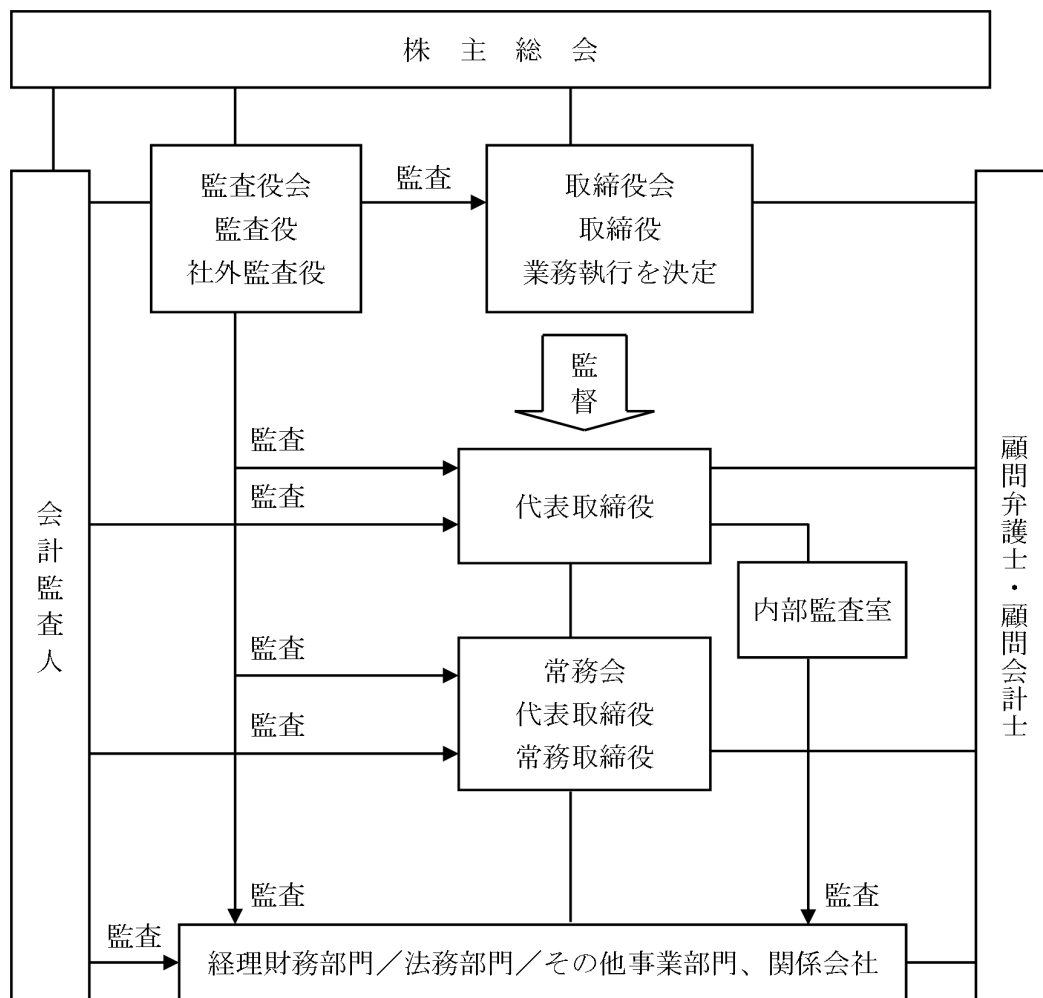 株主総会
監査役会
監査役
社外監査役
監査
取締役会
取締役
業務執行を決定
監
督
監査
監査
代表取締役
内部監査室
監査
監査
常務会
代表取締役
常務取締役
会計監査人
顧問弁護士・顧問会計士
監査
監査
監査
経理財務部門／法務部門／その他事業部門、関係会社